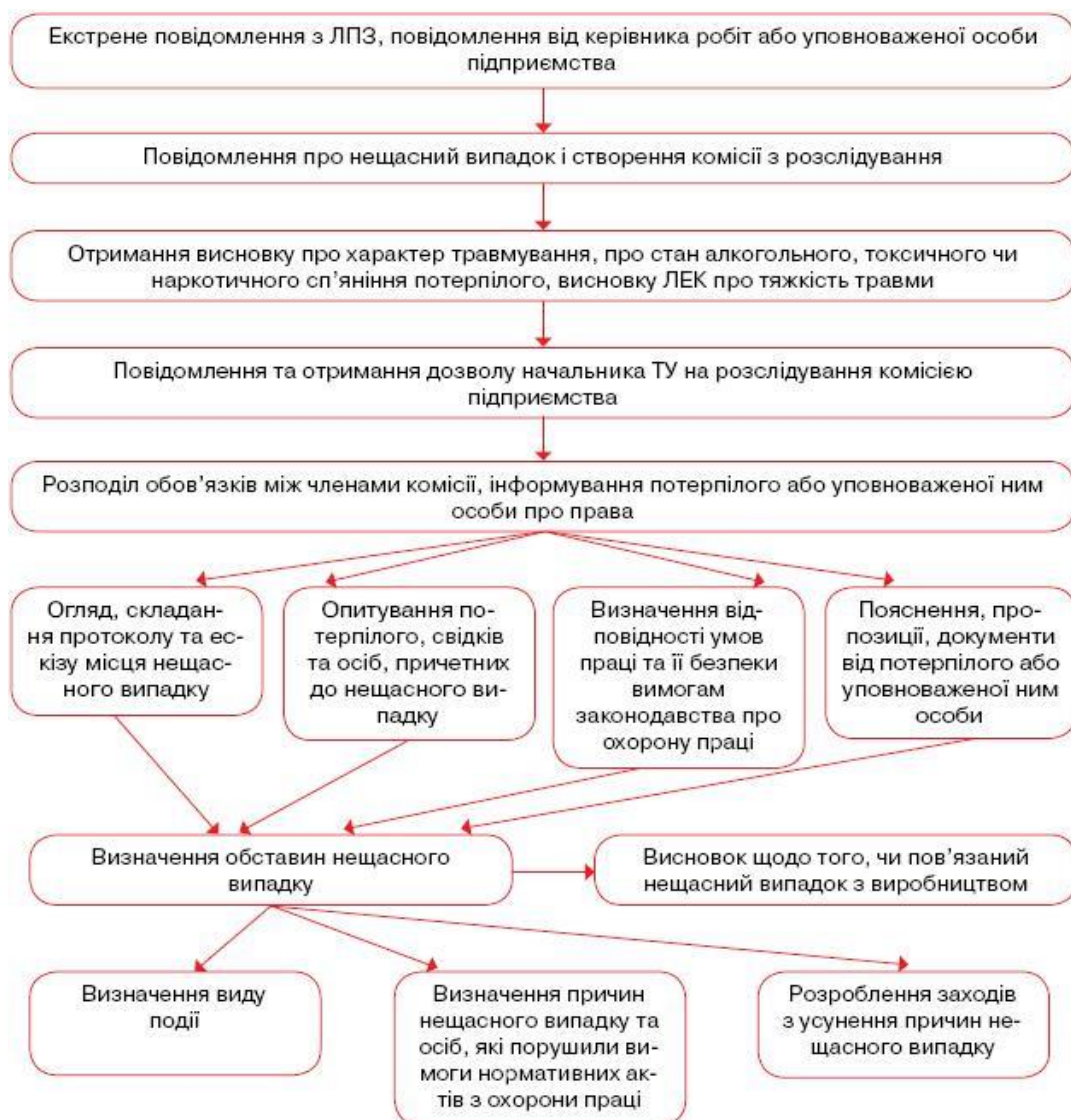 Екстрене повідомлення з ЛПЗ, повідомлення від керівника робіт або уповноваженої особи
підприємства
Повідомлення про нещасний випадок і створення комісії з розслідування
Отримання висновку про характер травмування, про стан алкогольного, токсичного чи
наркотичного сп’яніння потерпілого, висновку ЛЕК про тяжкість травми
Повідомлення та отримання дозволу начальника ТУ на розслідування комісією
підприємства
Розподіл обов’язків між членами комісії, інформування потерпілого або уповноваженої ним
особи про права
Огляд, складан-
ня протоколу та ес-
кізу місця нещас-
ного випадку
Опитування по-
терпілого, свідків
та осіб, причетних
до нещасного ви-
падку
Визначення від-
повідності умов
праці та її безпеки
вимогам
законодавства про
охорону праці
Пояснення, про-
позиції, документи
від потерпілого або
уповноваженої ним
особи
Визначення обставин нещасного
випадку
Висновок щодо того, чи пов’язаний
нещасний випадок з виробництвом
Визначення виду
події
Визначення причин
нещасного випадку та
осіб, які порушили ви-
моги нормативних ак-
тів з охорони праці
Розроблення заходів
з усунення причин не-
щасного випадку